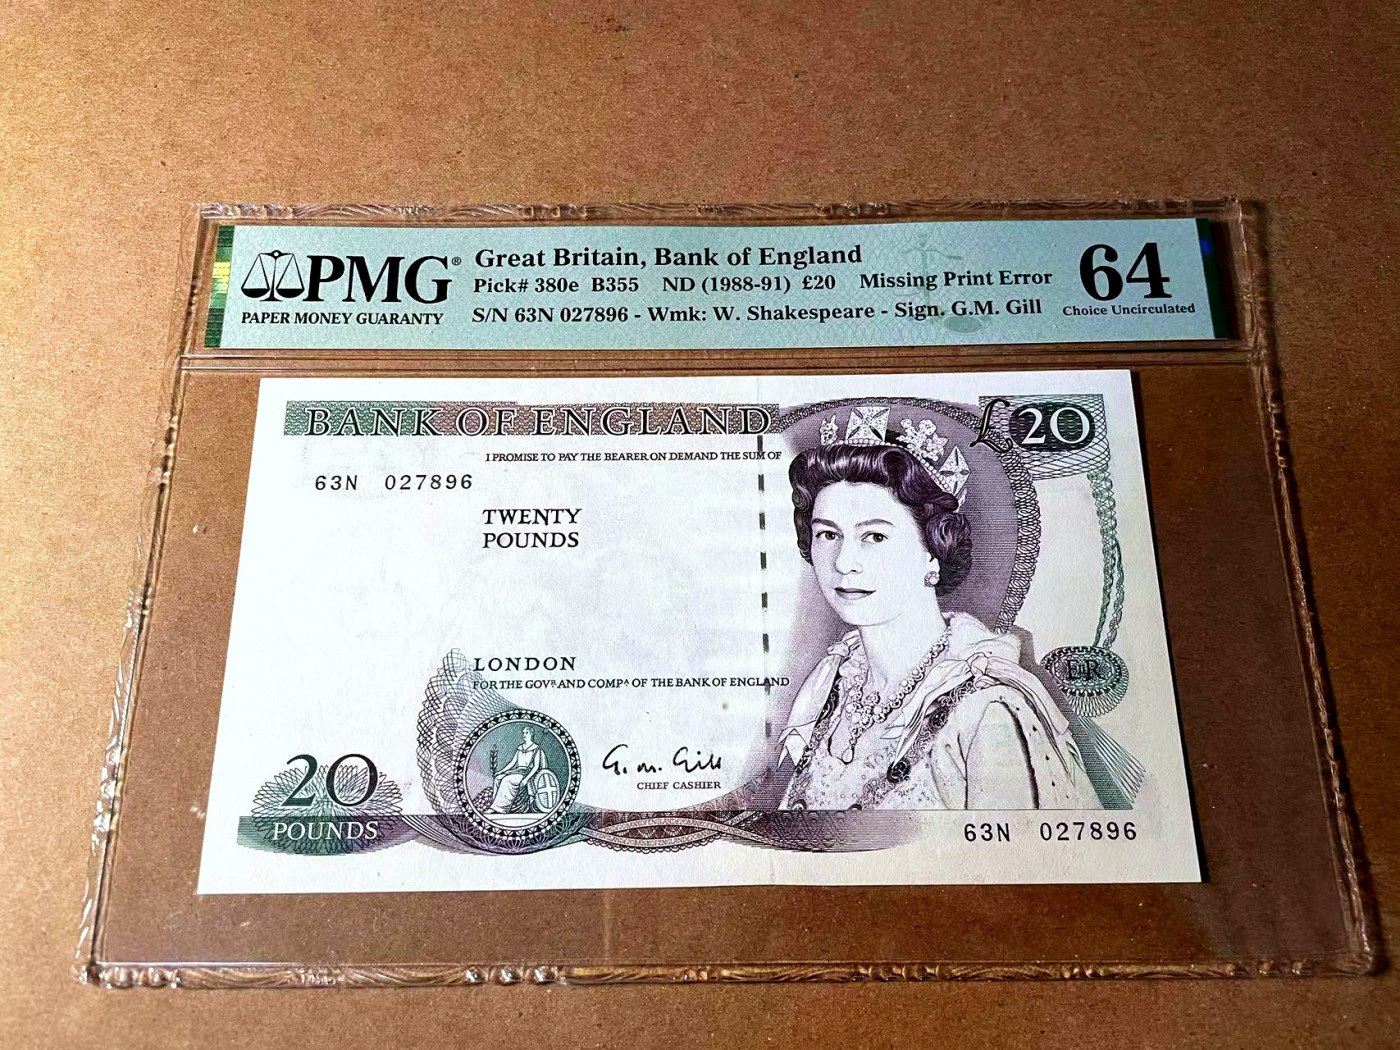 PMG®
PAPER MONEY GUARANTY
Great Britain, Bank of England
Pick# 380e B355 ND (1988-91) £20 Missing Print Error
S/N 63N 027896 - Wmk: W. Shakespeare - Sign. G.M. Gill
64
Choice Uncirculated
BANK OF ENGLAND
£20
I PROMISE TO PAY THE BEARER ON DEMAND THE SUM OF
63N 027896
TWENTY
POUNDS
LONDON
FOR THE GOVR AND COMPA OF THE BANK OF ENGLAND
EIIR
20
POUNDS
G.M. Gill
CHIEF CASHIER
63N 027896